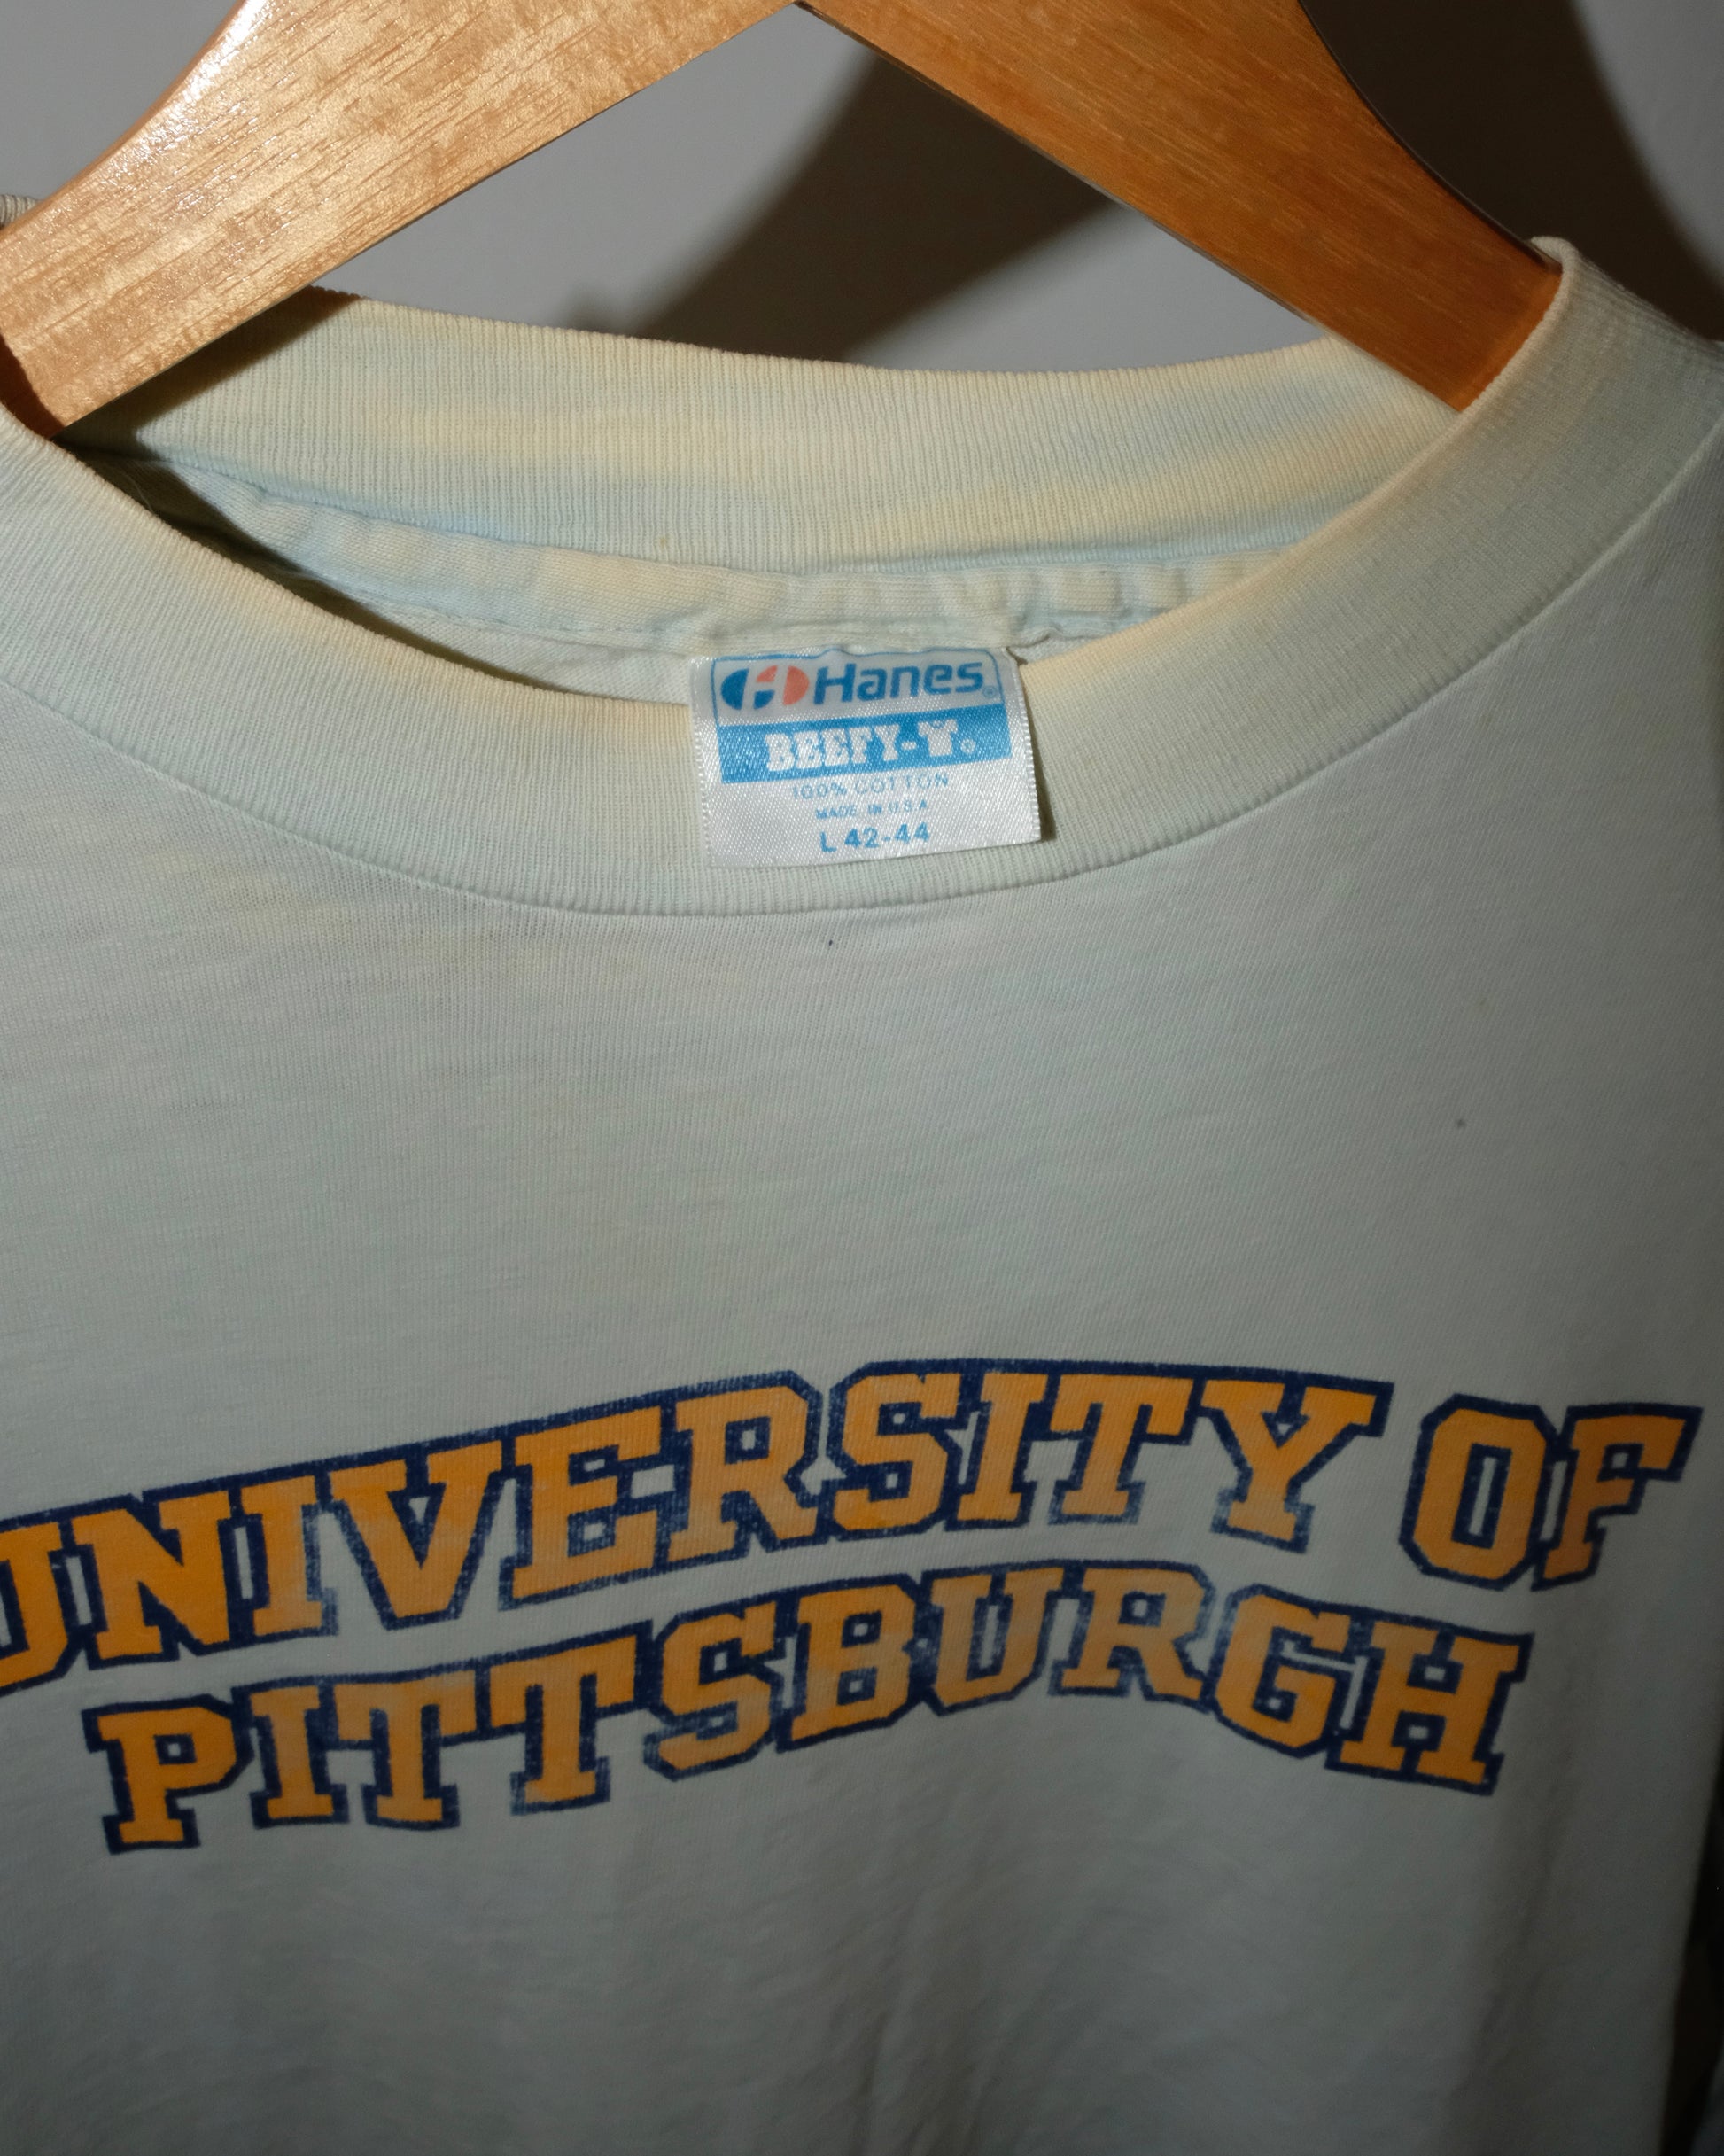 Hanes®
BEEFY-T®
100% COTTON
MADE IN U.S.A
L 42-44
UNIVERSITY OF
PITTSBURGH